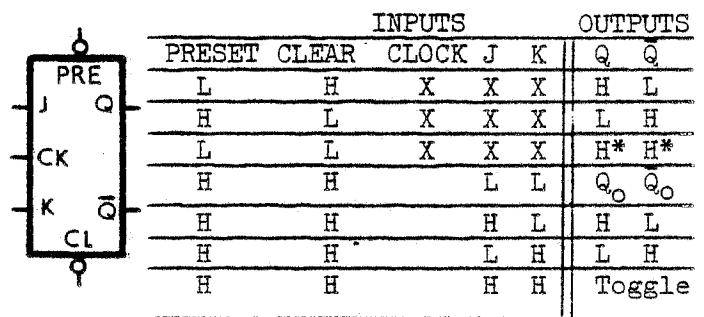 PRE
J Q
CK
K Q̄
CL
INPUTS OUTPUTS
PRESET CLEAR CLOCK J K Q Q̄
L H X X X H L
H L X X X L H
L L X X X H* H*
H H L L Q₀ Q̄₀
H H H L H L
H H L H L H
H H H H Toggle